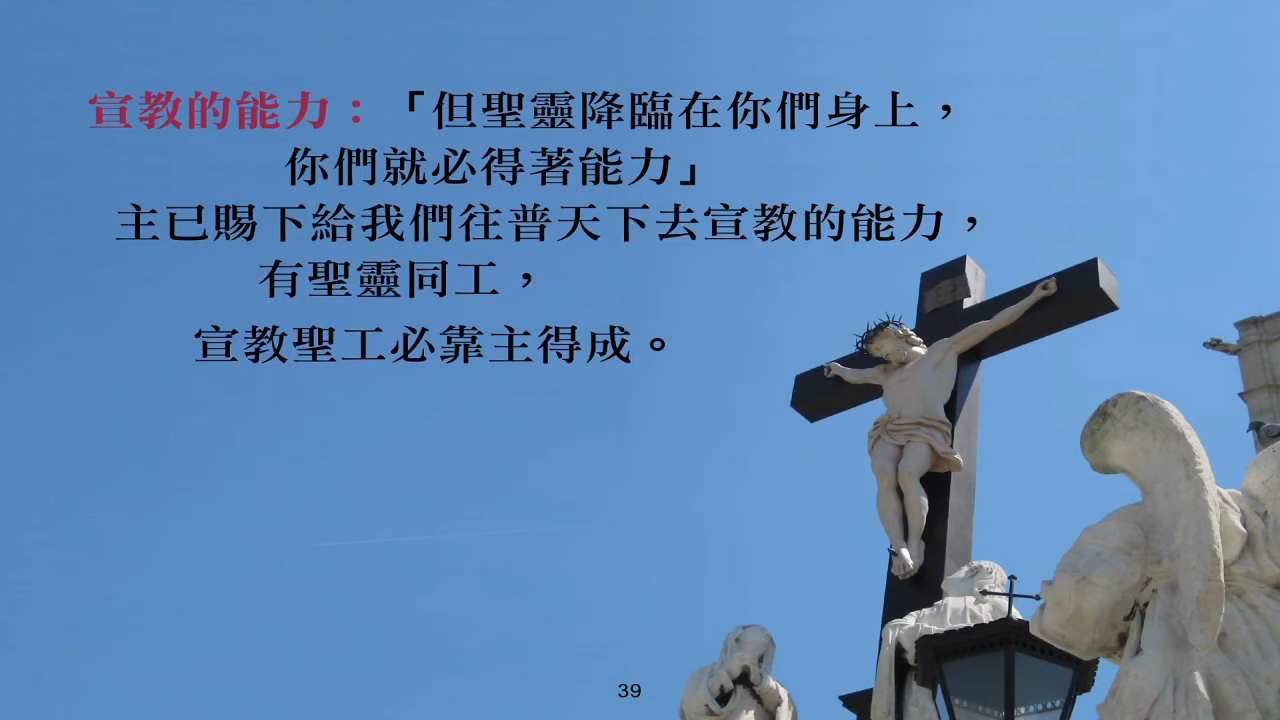 宣教的能力：「但聖靈降臨在你們身上，
你們就必得著能力」
主已賜下給我們往普天下去宣教的能力，
有聖靈同工，
宣教聖工必靠主得成。
39